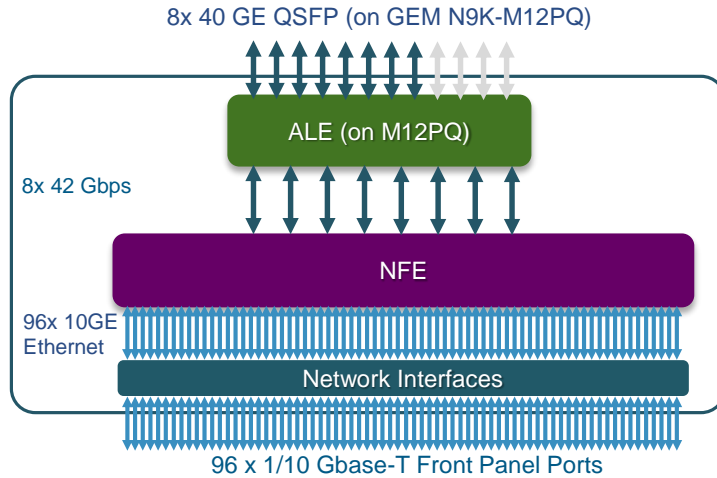 8x 40 GE QSFP (on GEM N9K-M12PQ)
ALE (on M12PQ)
8x 42 Gbps
NFE
96x 10GE
Ethernet
Network Interfaces
96 x 1/10 Gbase-T Front Panel Ports